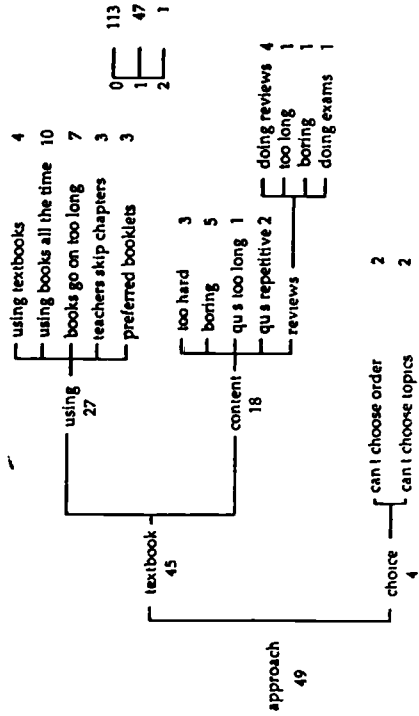 using textbooks 4
using books all the time 10
books go on too long 7
teachers skip chapters 3
preferred booklets 3
using
27
0 113
1 47
2 1
textbook
45
too hard 3
boring 5
qu s too long 1
qu s repetitive 2
reviews
content
18
doing reviews 4
too long 1
boring 1
doing exams 1
approach
49
choice
4
can t choose order 2
can t choose topics 2